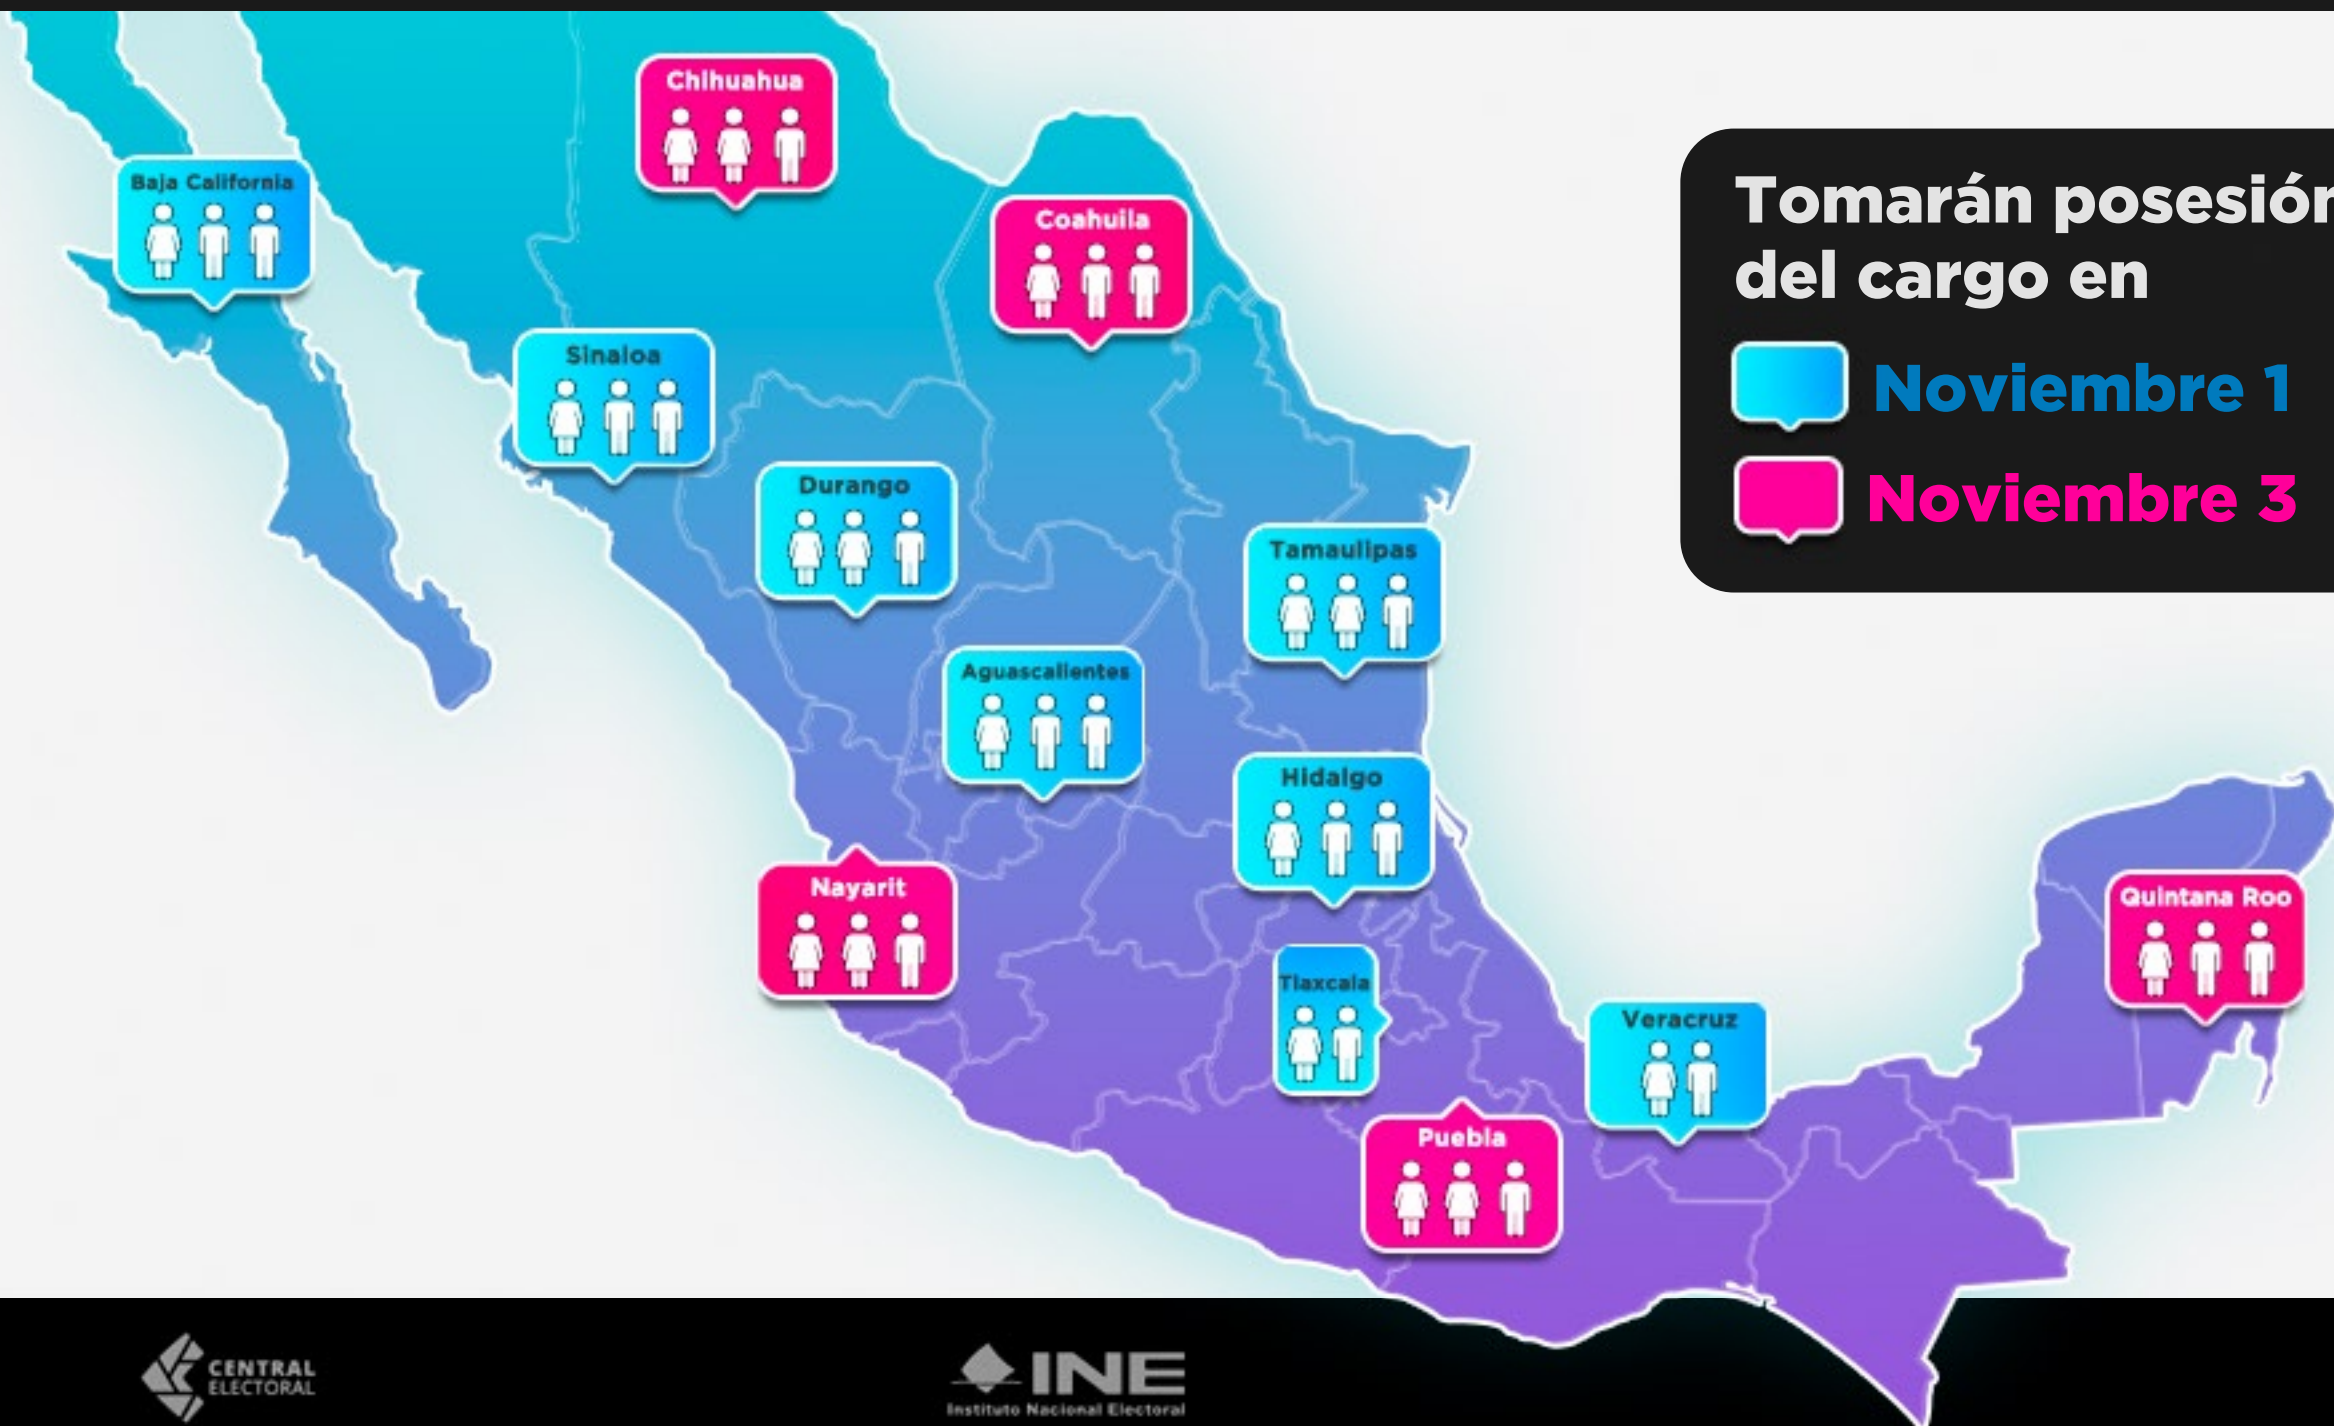 Chihuahua
Baja California
Coahuila
Tomarán posesión
del cargo en
Noviembre 1
Noviembre 3
Sinaloa
Durango
Tamaulipas
Aguascalientes
Hidalgo
Nayarit
Quintana Roo
Tlaxcala
Veracruz
Puebla
CENTRAL
ELECTORAL
INE
Instituto Nacional Electoral